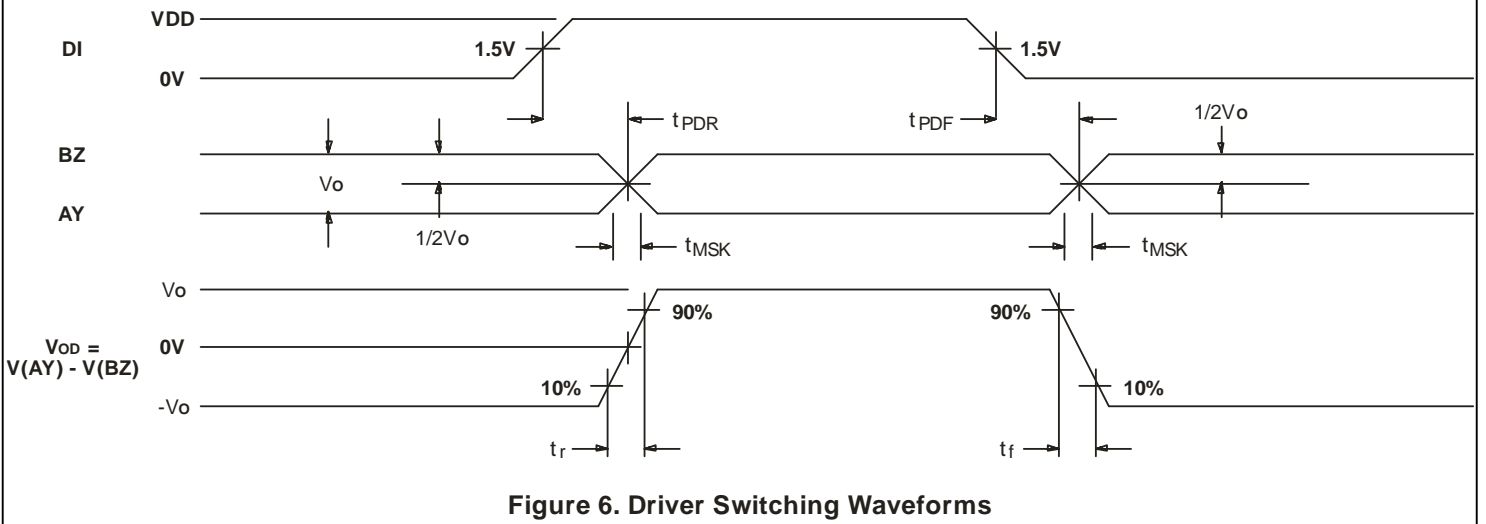 VDD
DI
1.5V
1.5V
0V
tPDR
tPDF
1/2Vo
BZ
Vo
AY
1/2Vo
tMSK
tMSK
Vo
90%
90%
VOD =
V(AY) - V(BZ)
0V
10%
10%
-Vo
tr
tf
Figure 6. Driver Switching Waveforms